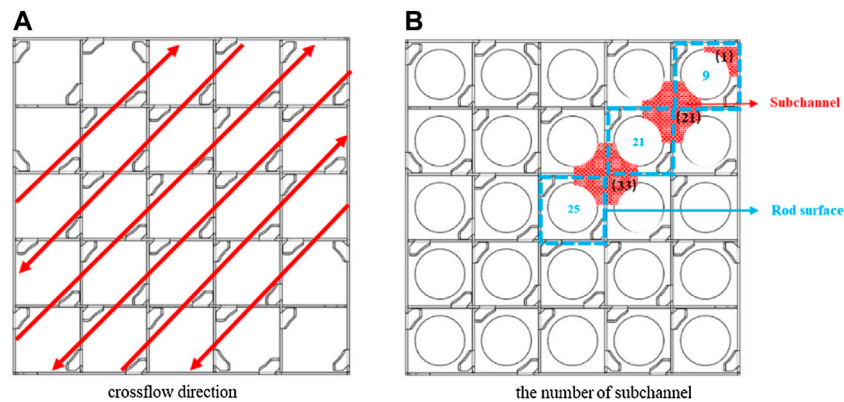 A
B
(1)
9
Subchannel
(21)
21
(33)
25
Rod surface
crossflow direction
the number of subchannel